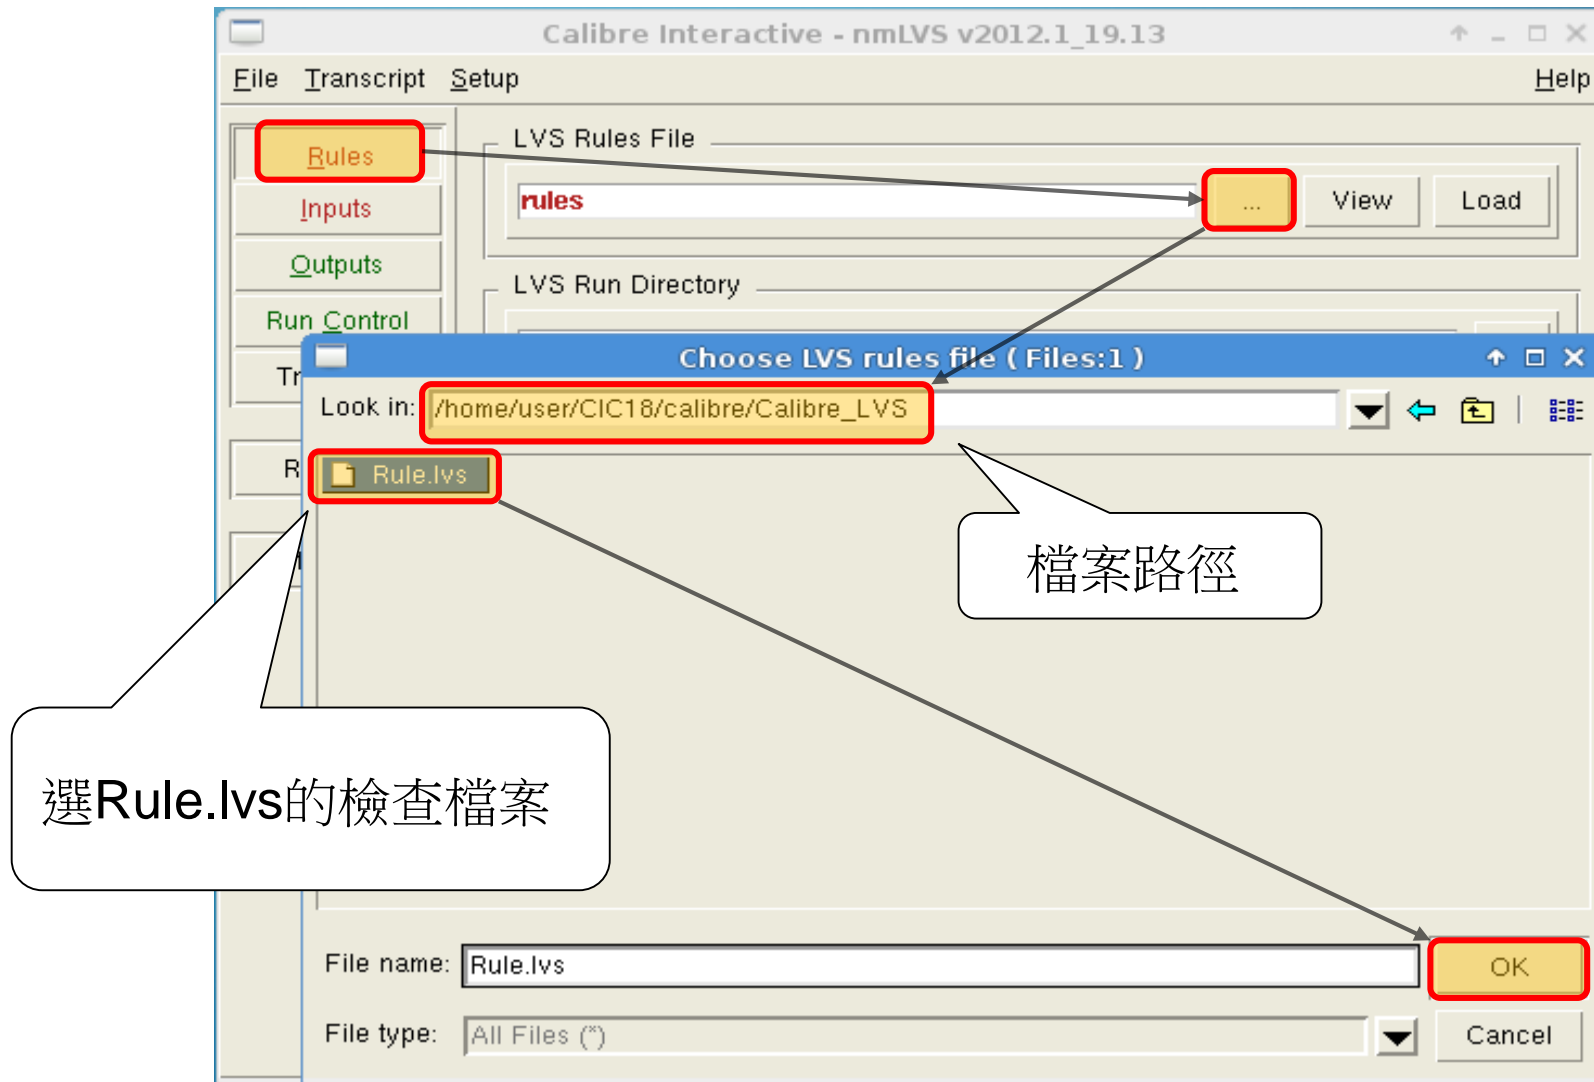 Calibre Interactive - nmLVS v2012.1_19.13
File Transcript Setup Help
Rules
Inputs
Outputs
Run Control
Tr
R
LVS Rules File
rules ... View Load
LVS Run Directory
Choose LVS rules file ( Files:1 )
Look in: /home/user/CIC18/calibre/Calibre_LVS
Rule.lvs
檔案路徑
選Rule.lvs的檢查檔案
File name: Rule.lvs OK
File type: All Files (*) Cancel